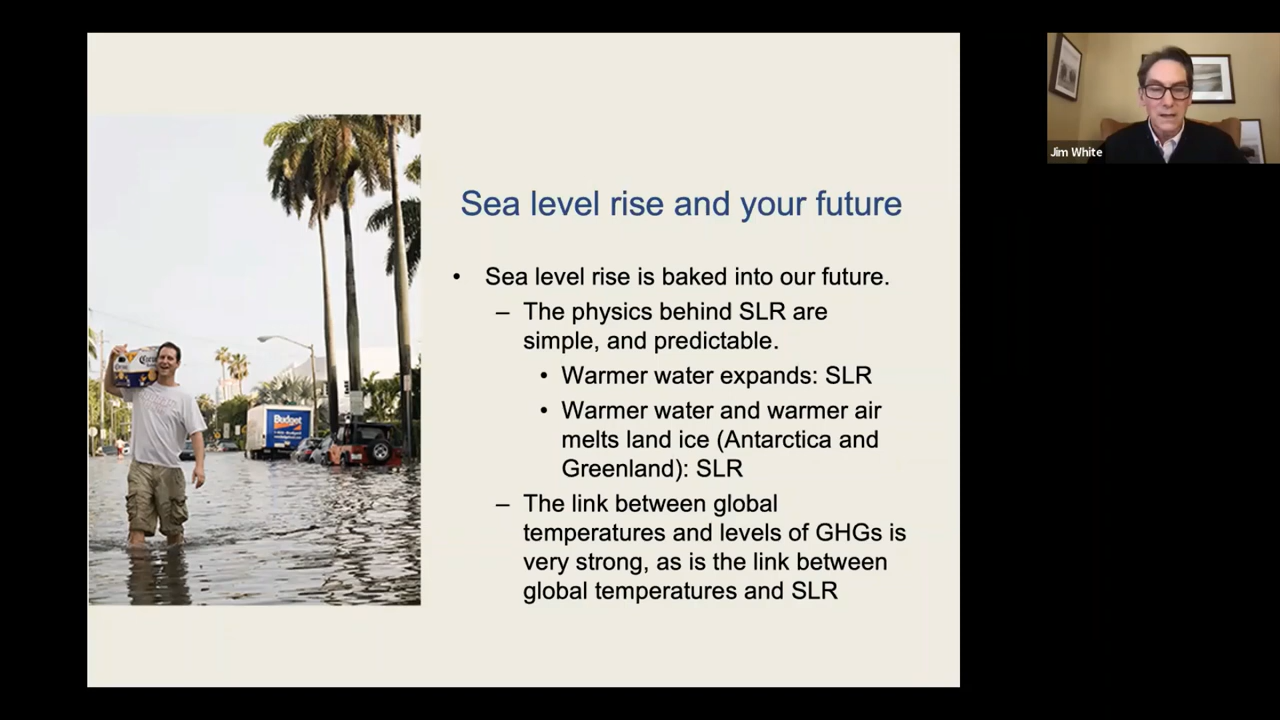 Sea level rise and your future
• Sea level rise is baked into our future.
– The physics behind SLR are
simple, and predictable.
• Warmer water expands: SLR
• Warmer water and warmer air
melts land ice (Antarctica and
Greenland): SLR
– The link between global
temperatures and levels of GHGs is
very strong, as is the link between
global temperatures and SLR
Budget
Jim White